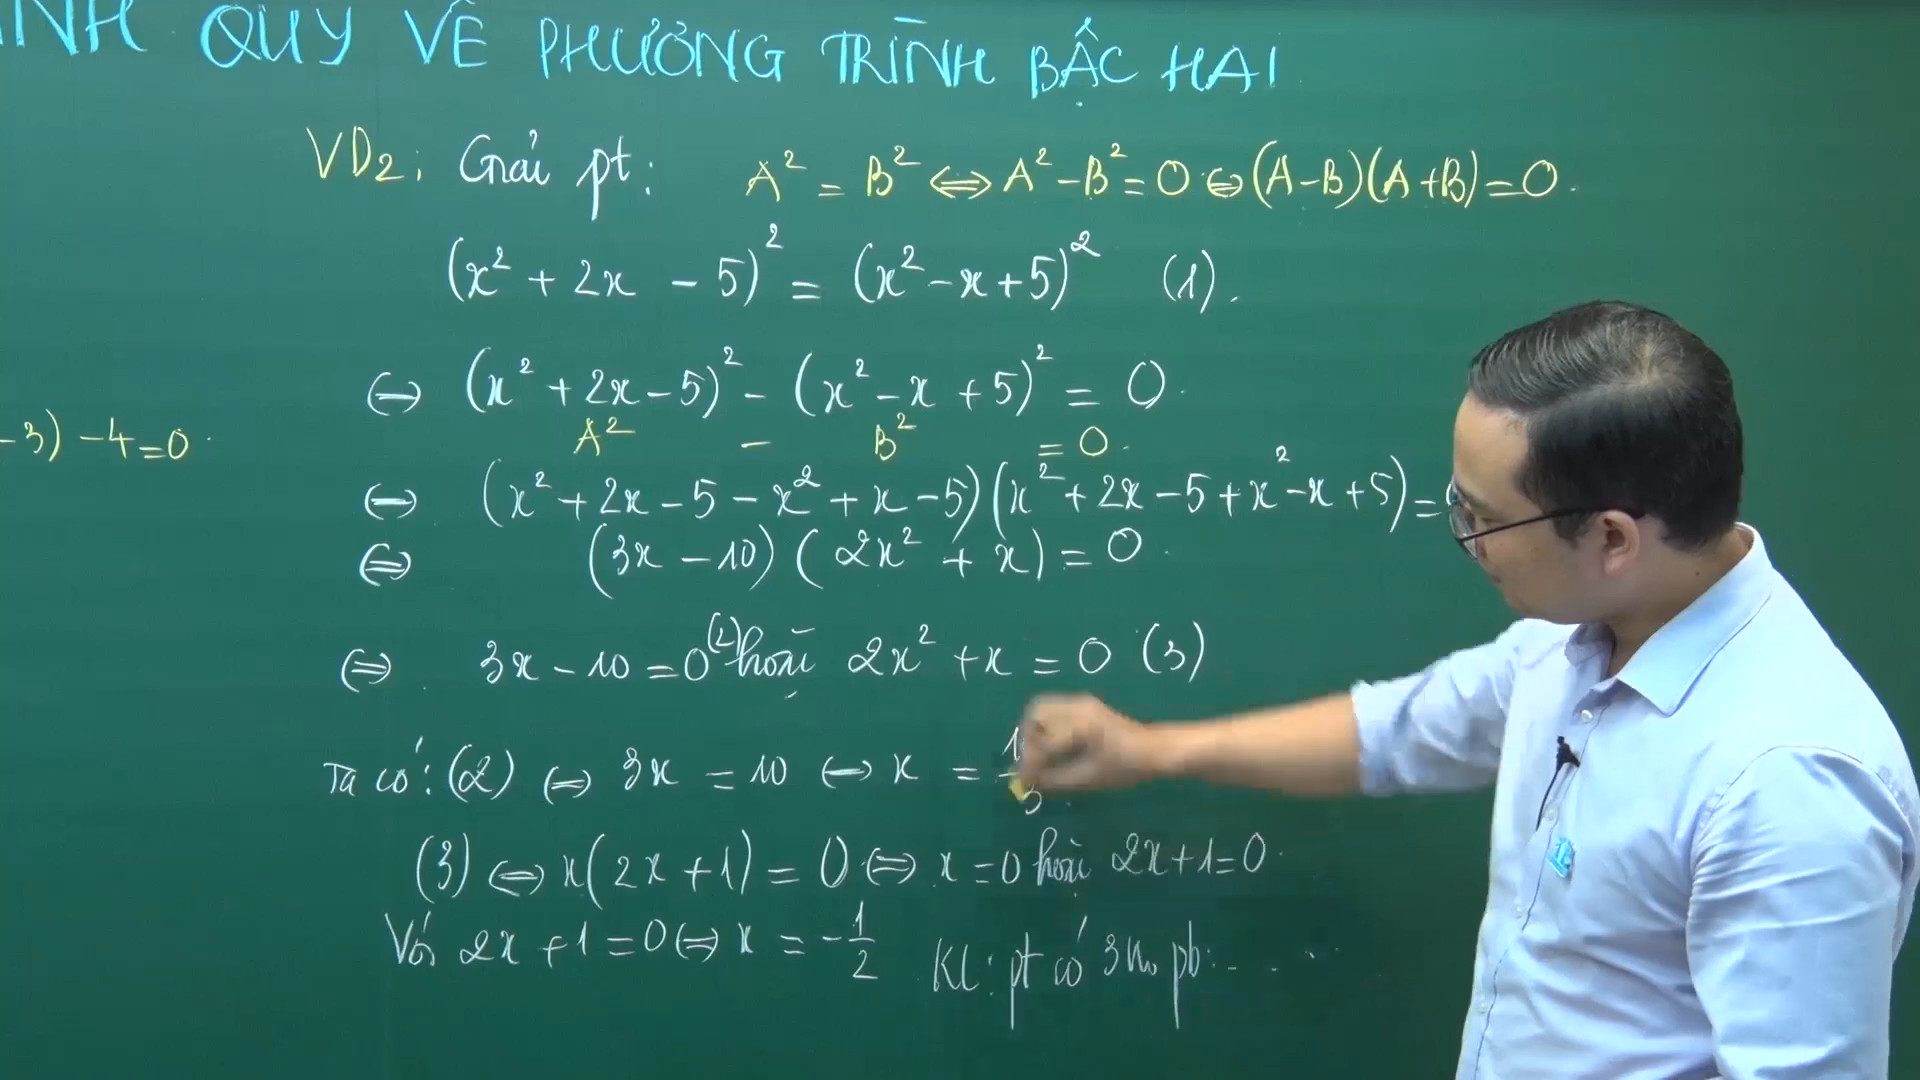 QUY VỀ PHƯƠNG TRÌNH BẬC HAI
VD2: Giải pt: A² = B² ⇔ A² - B² = 0 ⇔ (A - B)(A + B) = 0.
(x² + 2x - 5)² = (x² - x + 5)² (1).
⇔ (x² + 2x - 5)² - (x² - x + 5)² = 0.
-3) - 4 = 0.
A² - B² = 0.
⇔ (x² + 2x - 5 - x² + x - 5)(x² + 2x - 5 + x² - x + 5) =
⇔ (3x - 10)(2x² + x) = 0.
⇔ 3x - 10 = 0 (2) hoặc 2x² + x = 0 (3)
Ta có: (2) ⇔ 3x = 10 ⇔ x =
(3) ⇔ x(2x + 1) = 0 ⇔ x = 0 hoặc 2x + 1 = 0.
Với 2x + 1 = 0 ⇔ x = -1/2 KL: pt có 3 no pb: ....